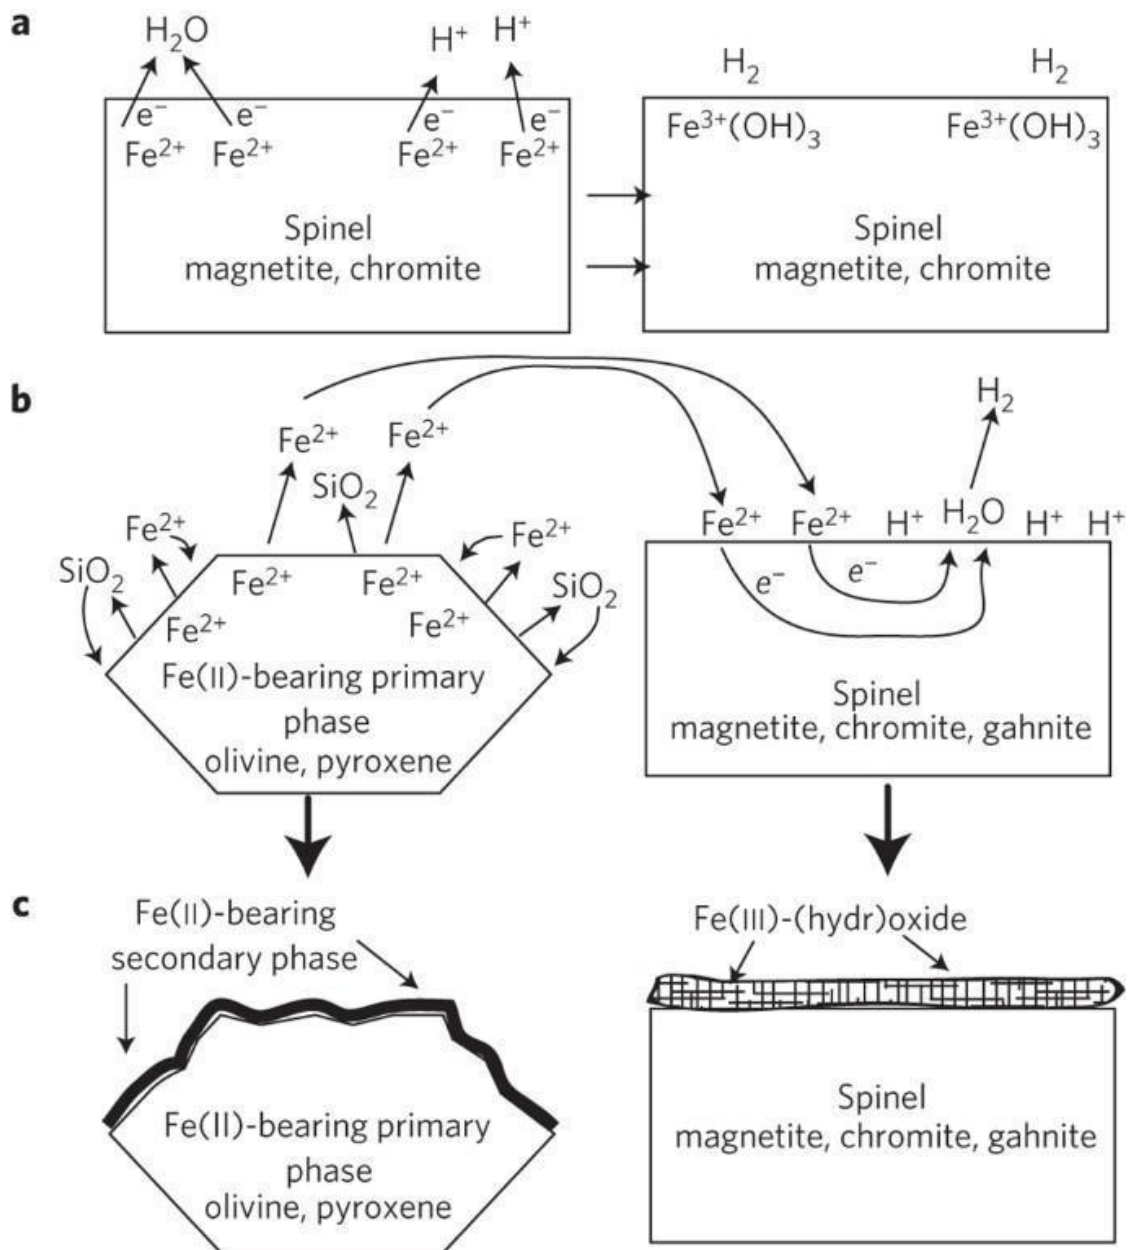 a
H₂O
H⁺ H⁺
e⁻ e⁻ e⁻ e⁻
Fe²⁺ Fe²⁺ Fe²⁺ Fe²⁺
Spinel
magnetite, chromite
H₂ H₂
Fe³⁺(OH)₃ Fe³⁺(OH)₃
Spinel
magnetite, chromite
b
Fe²⁺ Fe²⁺
SiO₂
Fe²⁺ Fe²⁺
SiO₂ SiO₂
Fe²⁺ Fe²⁺
Fe²⁺ Fe²⁺
Fe(II)-bearing primary
phase
olivine, pyroxene
H₂
Fe²⁺ Fe²⁺ H⁺ H₂O H⁺ H⁺
e⁻ e⁻
Spinel
magnetite, chromite, gahnite
c
Fe(II)-bearing
secondary phase
Fe(II)-bearing primary
phase
olivine, pyroxene
Fe(III)-(hydr)oxide
Spinel
magnetite, chromite, gahnite